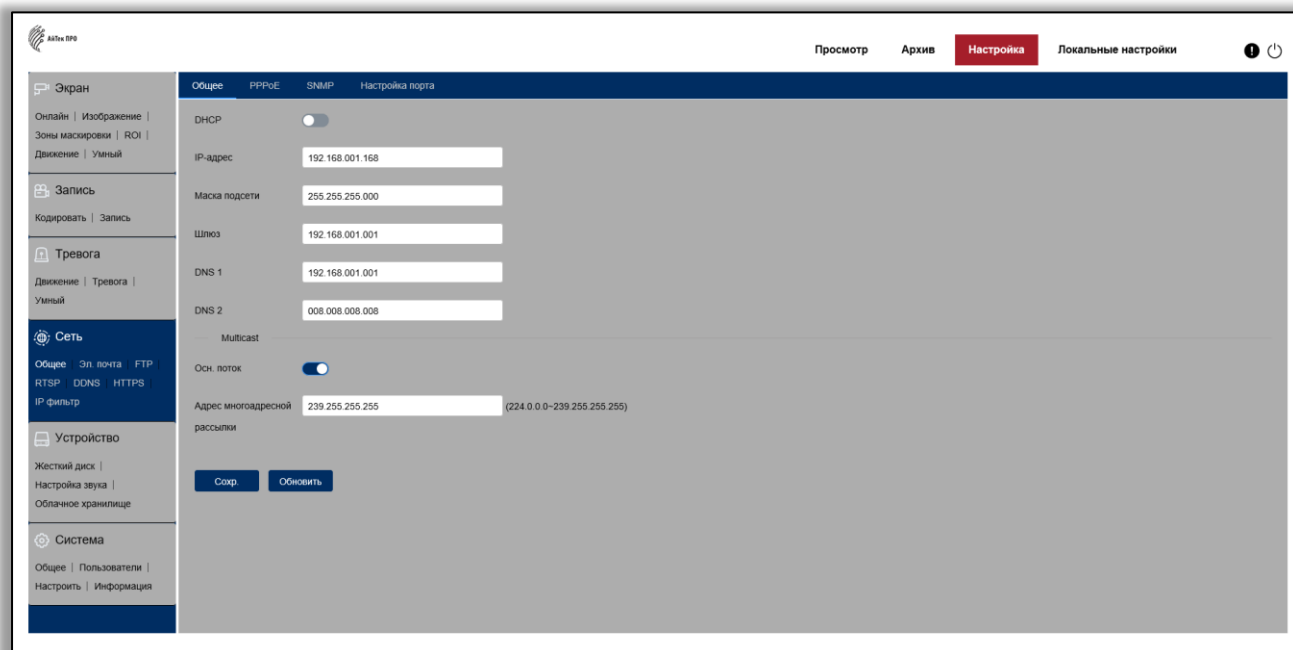 АйТек ПРО
Просмотр Архив Настройка Локальные настройки
Экран
Онлайн | Изображение |
Зоны маскировки | ROI |
Движение | Умный
Запись
Кодировать | Запись
Тревога
Движение | Тревога |
Умный
Сеть
Общее | Эл. почта | FTP |
RTSP | DDNS | HTTPS |
IP фильтр
Устройство
Жесткий диск |
Настройка звука |
Облачное хранилище
Система
Общее | Пользователи |
Настроить | Информация
Общее PPPoE SNMP Настройка порта
DHCP
IP-адрес 192.168.001.168
Маска подсети 255.255.255.000
Шлюз 192.168.001.001
DNS 1 192.168.001.001
DNS 2 008.008.008.008
Multicast
Осн. поток
Адрес многоадресной 239.255.255.255 (224.0.0.0~239.255.255.255)
рассылки
Сохр. Обновить